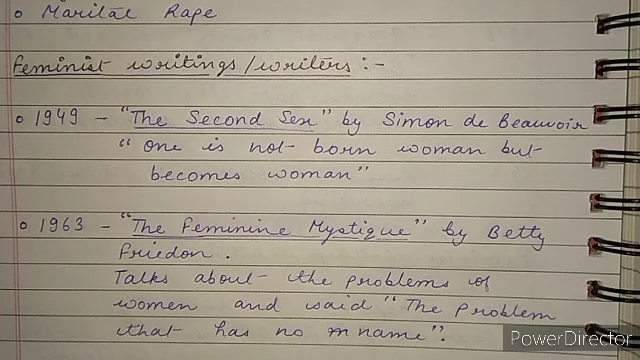 o Marital Rape
Feminist writings/writers :-
o 1949 - "The Second Sex" by Simon de Beauvoir
" One is not born woman but
becomes woman"
o 1963 - "The Feminine Mystique" by Betty
Friedon.
Talks about the problems of
women and said "The problem
that has no name".
PowerDirector